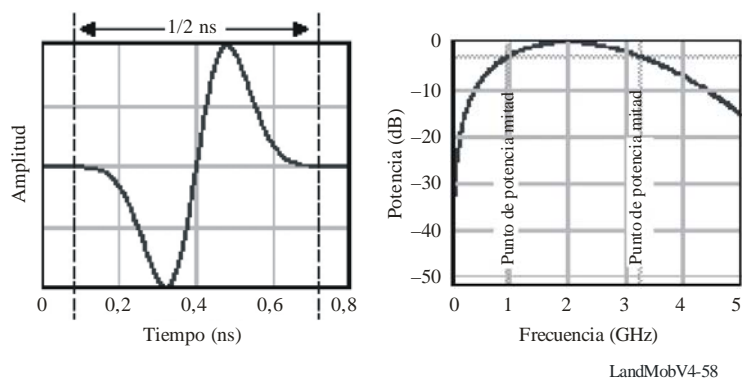 1/2 ns
Amplitud
0
0,2
0,4
0,6
0,8
Tiempo (ns)
Potencia (dB)
0
–10
–20
–30
–40
–50
Punto de potencia mitad
Punto de potencia mitad
0
1
2
3
4
5
Frecuencia (GHz)
LandMobV4-58